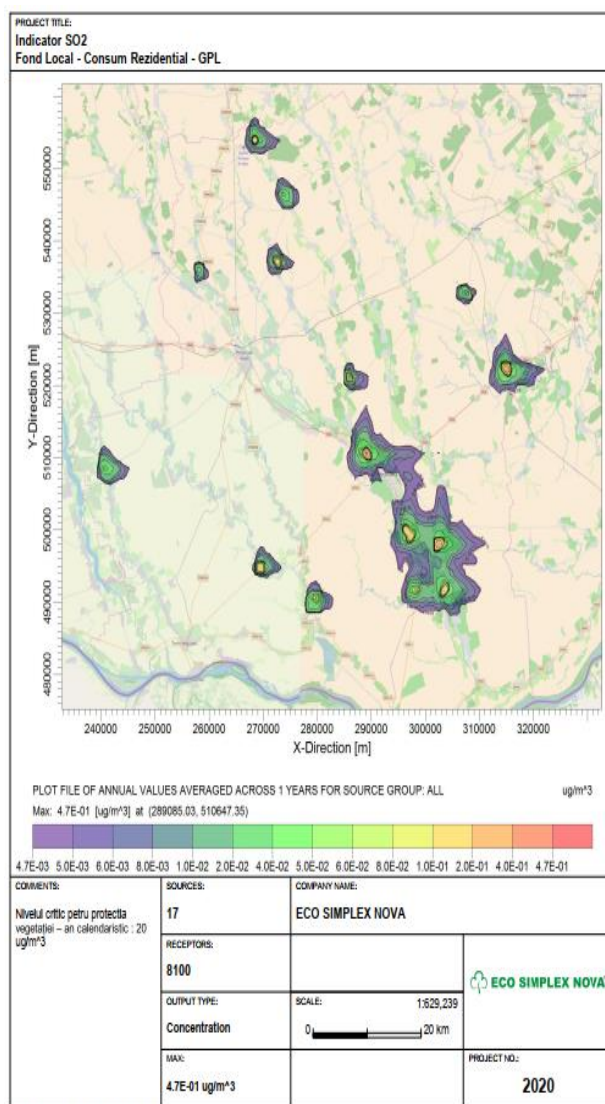 PROJECT TITLE:
Indicator SO2
Fond Local - Consum Rezidential - GPL
Y-Direction [m]
550000
540000
530000
520000
510000
500000
490000
480000
240000 250000 260000 270000 280000 290000 300000 310000 320000
X-Direction [m]
PLOT FILE OF ANNUAL VALUES AVERAGED ACROSS 1 YEARS FOR SOURCE GROUP: ALL ug/m^3
Max: 4.7E-01 [ug/m^3] at (289085.03, 510647.35)
4.7E-03 5.0E-03 6.0E-03 8.0E-03 1.0E-02 2.0E-02 4.0E-02 5.0E-02 6.0E-02 8.0E-02 1.0E-01 2.0E-01 4.0E-01 4.7E-01
COMMENTS:
Nivelul critic petru protectia
vegetației – an calendaristic : 20
ug/m^3
SOURCES:
17
COMPANY NAME:
ECO SIMPLEX NOVA
RECEPTORS:
8100
OUTPUT TYPE:
Concentration
SCALE: 1:629,239
0 20 km
ECO SIMPLEX NOVA
MAX:
4.7E-01 ug/m^3
PROJECT NO.:
2020